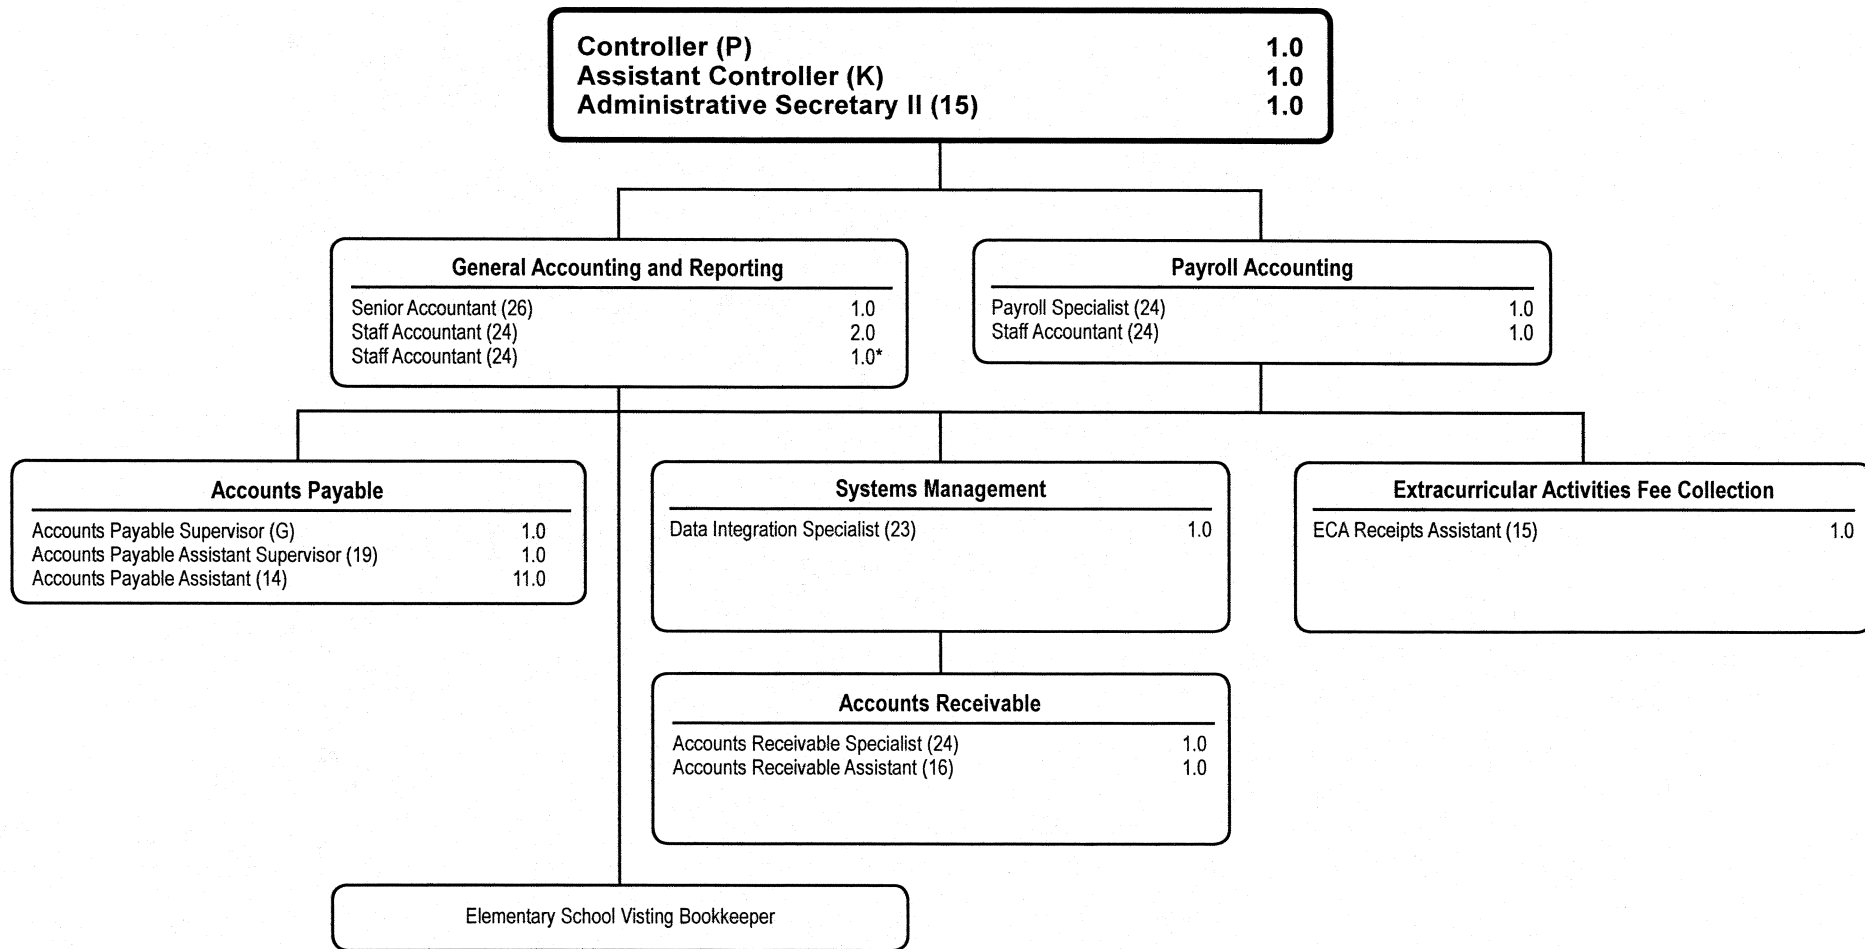 Controller (P) 1.0
Assistant Controller (K) 1.0
Administrative Secretary II (15) 1.0
General Accounting and Reporting
Senior Accountant (26) 1.0
Staff Accountant (24) 2.0
Staff Accountant (24) 1.0*
Payroll Accounting
Payroll Specialist (24) 1.0
Staff Accountant (24) 1.0
Accounts Payable
Accounts Payable Supervisor (G) 1.0
Accounts Payable Assistant Supervisor (19) 1.0
Accounts Payable Assistant (14) 11.0
Systems Management
Data Integration Specialist (23) 1.0
Extracurricular Activities Fee Collection
ECA Receipts Assistant (15) 1.0
Accounts Receivable
Accounts Receivable Specialist (24) 1.0
Accounts Receivable Assistant (16) 1.0
Elementary School Visting Bookkeeper